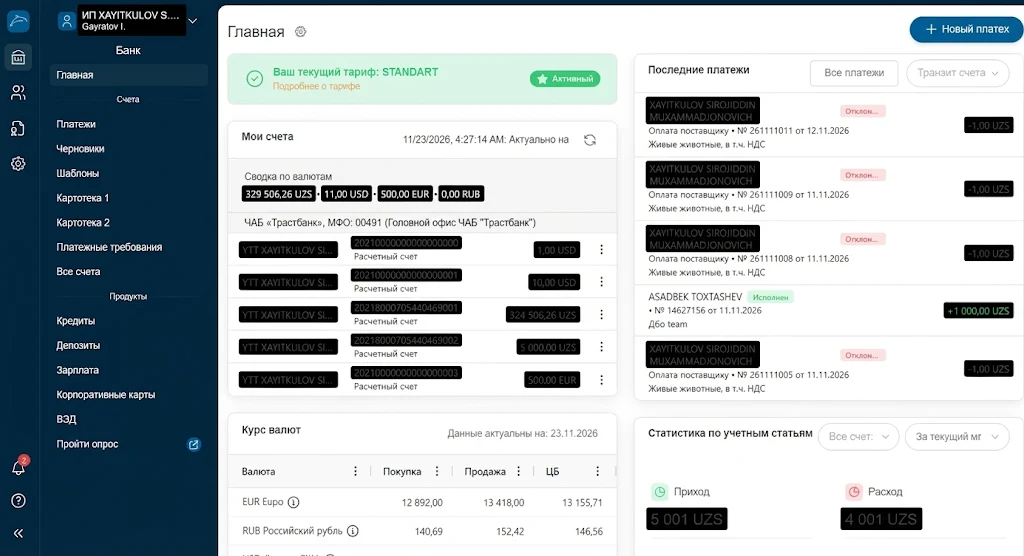 ИП XAYITKULOV S....
Gayratov I.
Банк
Главная
Счета
Платежи
Черновики
Шаблоны
Картотека 1
Картотека 2
Платежные требования
Все счета
Продукты
Кредиты
Депозиты
Зарплата
Корпоративные карты
ВЭД
Пройти опрос
2
Главная
Новый платеж
Ваш текущий тариф: STANDART
Подробнее о тарифе
Активный
Мои счета
11/23/2026, 4:27:14 AM: Актуально на
Сводка по валютам
329 506,26 UZS • 11,00 USD • 500,00 EUR • 0,00 RUB
ЧАБ «Трастбанк», МФО: 00491 (Головной офис ЧАБ "Трастбанк")
YTT XAYITKULOV SI...
20210000000000000000
Расчетный счет
1,00 USD
YTT XAYITKULOV SI...
20210000000000000001
Расчетный счет
10,00 USD
YTT XAYITKULOV SI...
20218000705440469001
Расчетный счет
324 506,26 UZS
YTT XAYITKULOV SI...
20218000705440469002
Расчетный счет
5 000,00 UZS
YTT XAYITKULOV SI...
20210000000000000003
Расчетный счет
500,00 EUR
Курс валют
Данные актуальны на: 23.11.2026
Валюта Покупка Продажа ЦБ
EUR Euro 12 892,00 13 418,00 13 155,71
RUB Российский рубль 140,69 152,42 146,56
Последние платежи
Все платежи
Транзит счета
XAYITKULOV SIROJIDDIN
MUXAMMADJONOVICH
Отклон...
Оплата поставщику • № 261111011 от 12.11.2026
Живые животные, в т.ч. НДС
-1,00 UZS
XAYITKULOV SIROJIDDIN
MUXAMMADJONOVICH
Отклон...
Оплата поставщику • № 261111009 от 11.11.2026
Живые животные, в т.ч. НДС
-1,00 UZS
XAYITKULOV SIROJIDDIN
MUXAMMADJONOVICH
Отклон...
Оплата поставщику • № 261111008 от 11.11.2026
Живые животные, в т.ч. НДС
-1,00 UZS
ASADBEK TOXTASHEV Исполнен
• № 14627156 от 11.11.2026
Дбо team
+1 000,00 UZS
XAYITKULOV SIROJIDDIN
MUXAMMADJONOVICH
Отклон...
Оплата поставщику • № 261111005 от 11.11.2026
Живые животные, в т.ч. НДС
-1,00 UZS
Статистика по учетным статьям
Все счет:
За текущий мг
Приход
5 001 UZS
Расход
4 001 UZS